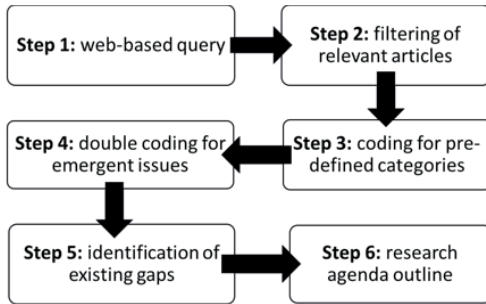 Step 1: web-based query
Step 2: filtering of
relevant articles
Step 3: coding for pre-
defined categories
Step 4: double coding for
emergent issues
Step 5: identification of
existing gaps
Step 6: research
agenda outline